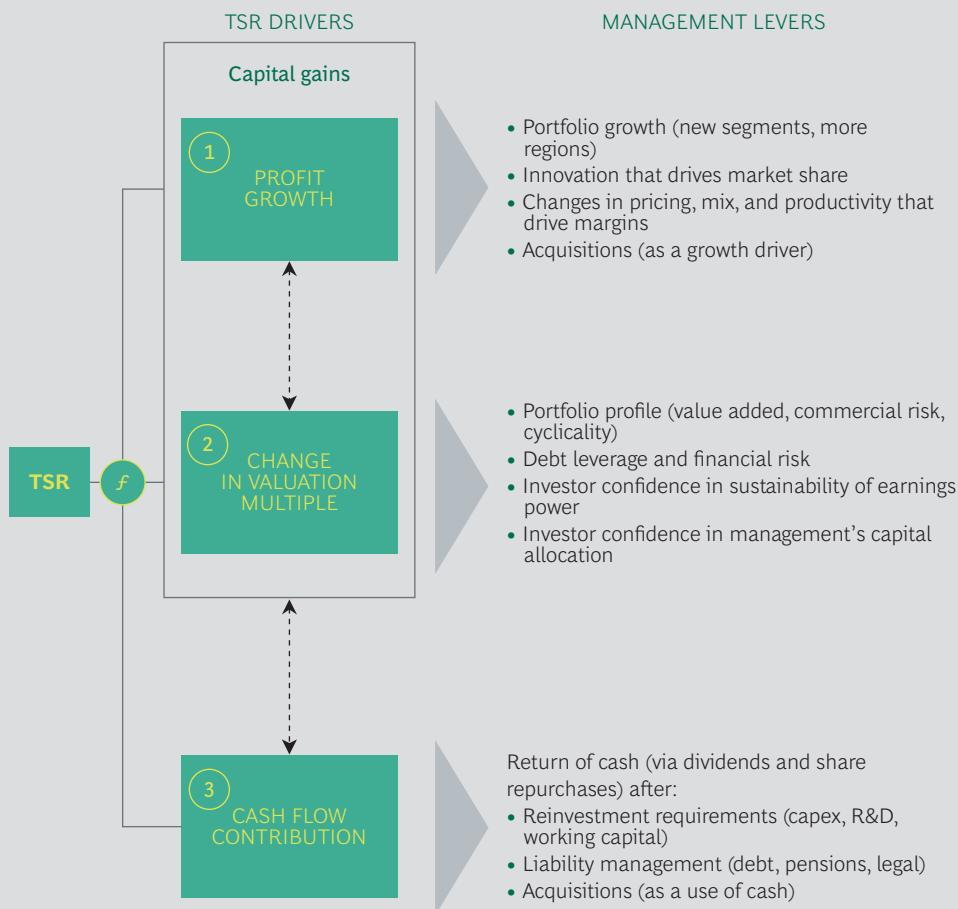 TSR DRIVERS
MANAGEMENT LEVERS
Capital gains
1
PROFIT
GROWTH
• Portfolio growth (new segments, more
regions)
• Innovation that drives market share
• Changes in pricing, mix, and productivity that
drive margins
• Acquisitions (as a growth driver)
TSR
f
2
CHANGE
IN VALUATION
MULTIPLE
• Portfolio profile (value added, commercial risk,
cyclicality)
• Debt leverage and financial risk
• Investor confidence in sustainability of earnings
power
• Investor confidence in management’s capital
allocation
3
CASH FLOW
CONTRIBUTION
Return of cash (via dividends and share
repurchases) after:
• Reinvestment requirements (capex, R&D,
working capital)
• Liability management (debt, pensions, legal)
• Acquisitions (as a use of cash)